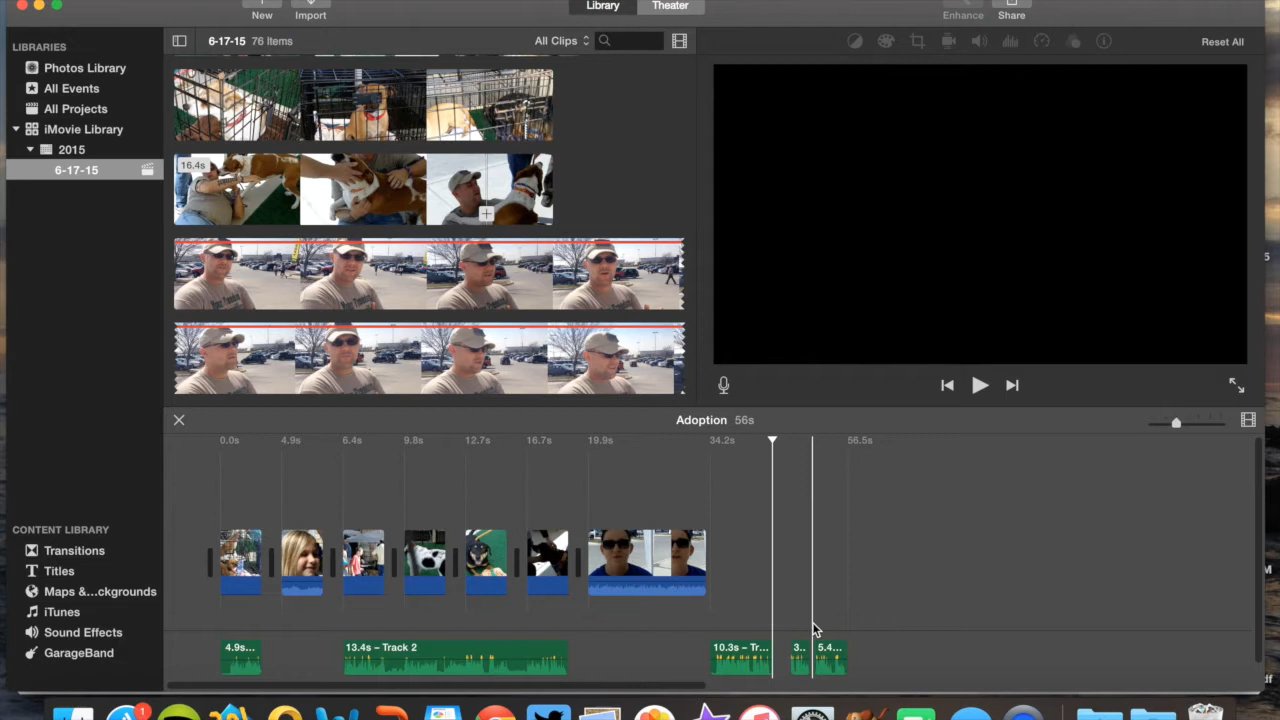 New Import Library Theater Enhance Share
LIBRARIES
6-17-15 76 Items All Clips Reset All
Photos Library
All Events
All Projects
iMovie Library
2015
6-17-15
16.4s
Adoption 56s
0.0s 4.9s 6.4s 9.8s 12.7s 16.7s 19.9s 34.2s 56.5s
CONTENT LIBRARY
Transitions
Titles
Maps &...ckgrounds
iTunes
Sound Effects
GarageBand
4.9s... 13.4s – Track 2 10.3s – Tr... 3.. 5.4...
1